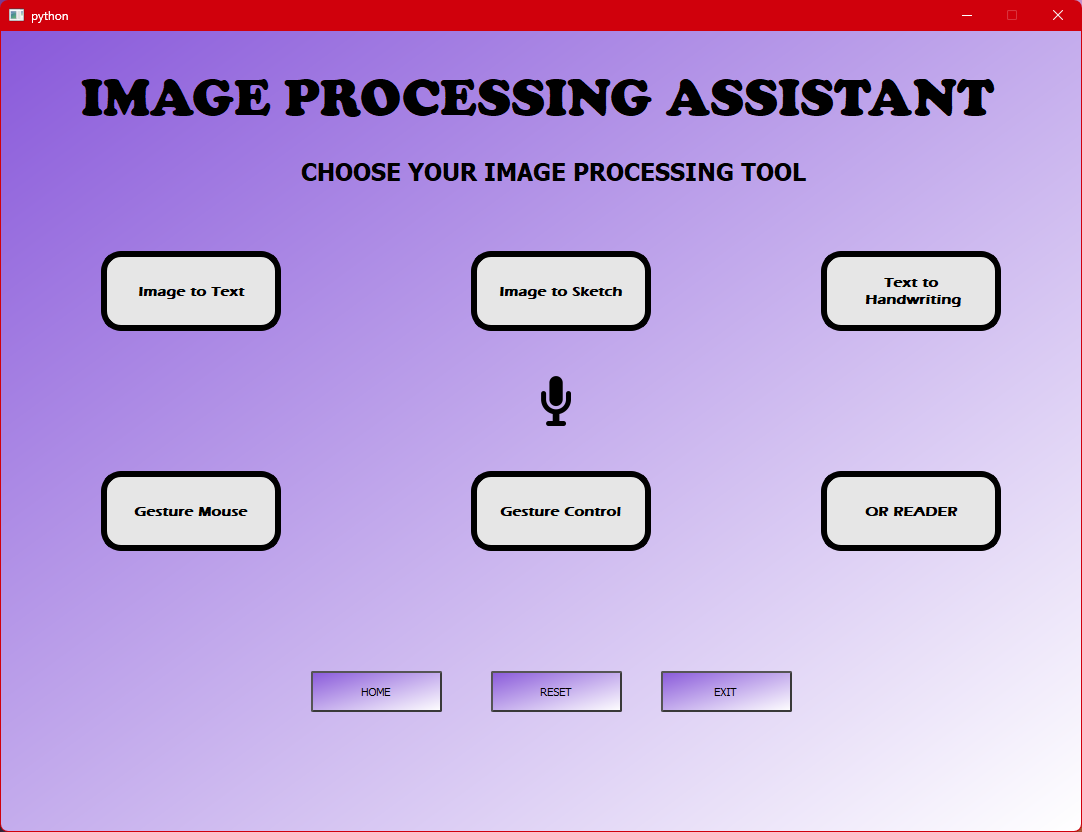 python
IMAGE PROCESSING ASSISTANT
CHOOSE YOUR IMAGE PROCESSING TOOL
Image to Text
Image to Sketch
Text to
Handwriting
Gesture Mouse
Gesture Control
QR READER
HOME
RESET
EXIT